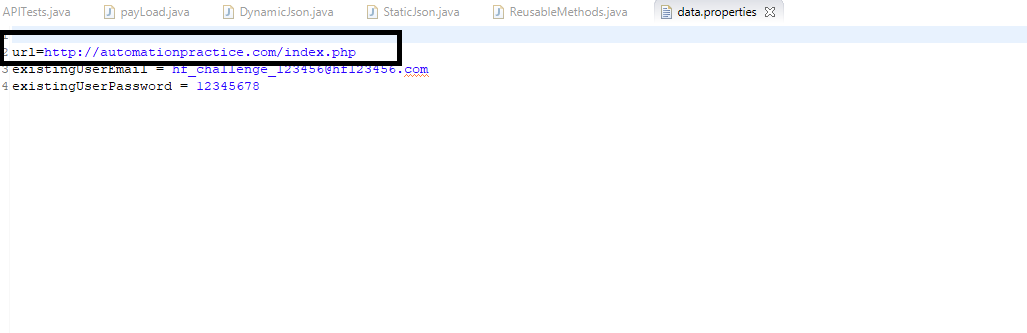 APITests.java payLoad.java DynamicJson.java StaticJson.java ReusableMethods.java data.properties
1
2 url=http://automationpractice.com/index.php
3 existingUserEmail = hf_challenge_123456@hf123456.com
4 existingUserPassword = 12345678